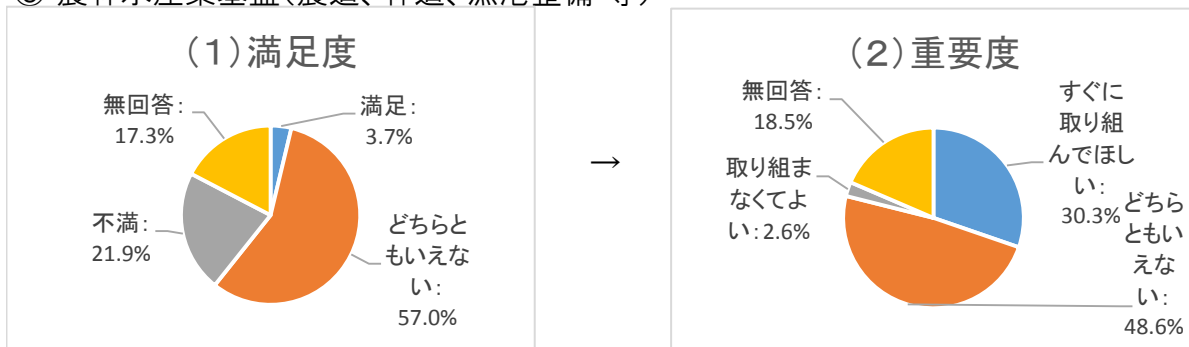 (1)満足度
無回答:
17.3%
満足:
3.7%
不満:
21.9%
どちらと
もいえな
い:
57.0%
→
(2)重要度
無回答:
18.5%
すぐに
取り組
んでほし
い:
30.3%
取り組ま
なくてよ
い:2.6%
どちら
ともいえ
ない:
48.6%